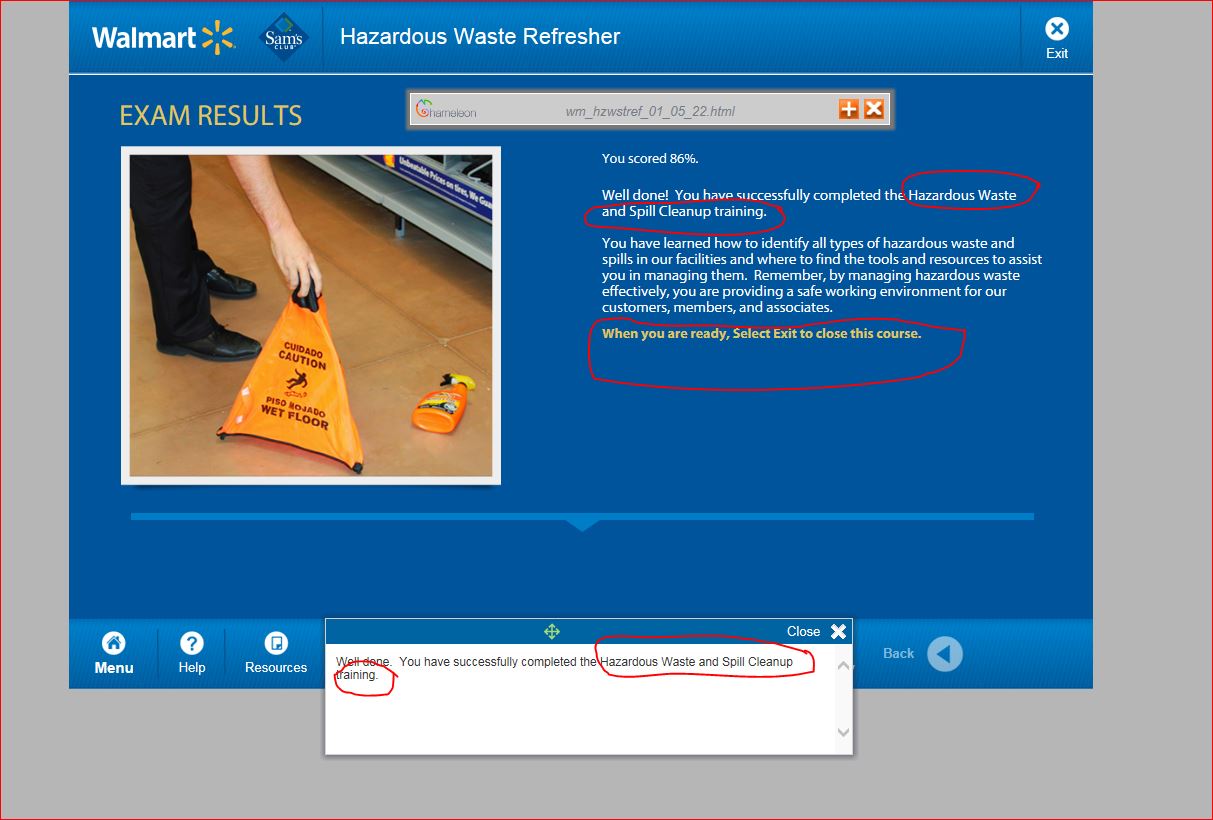 Walmart
Sam's
CLUB
Hazardous Waste Refresher
Exit
EXAM RESULTS
Chameleon
wm_hzwstref_01_05_22.html
Unbeatable Prices on tires, We Gua
CUIDADO
CAUTION
PISO MOJADO
WET FLOOR
You scored 86%.
Well done!  You have successfully completed the Hazardous Waste
and Spill Cleanup training.
You have learned how to identify all types of hazardous waste and
spills in our facilities and where to find the tools and resources to assist
you in managing them.  Remember, by managing hazardous waste
effectively, you are providing a safe working environment for our
customers, members, and associates.
When you are ready, Select Exit to close this course.
Menu
Help
Resources
Close
Well done.  You have successfully completed the Hazardous Waste and Spill Cleanup
training.
Back